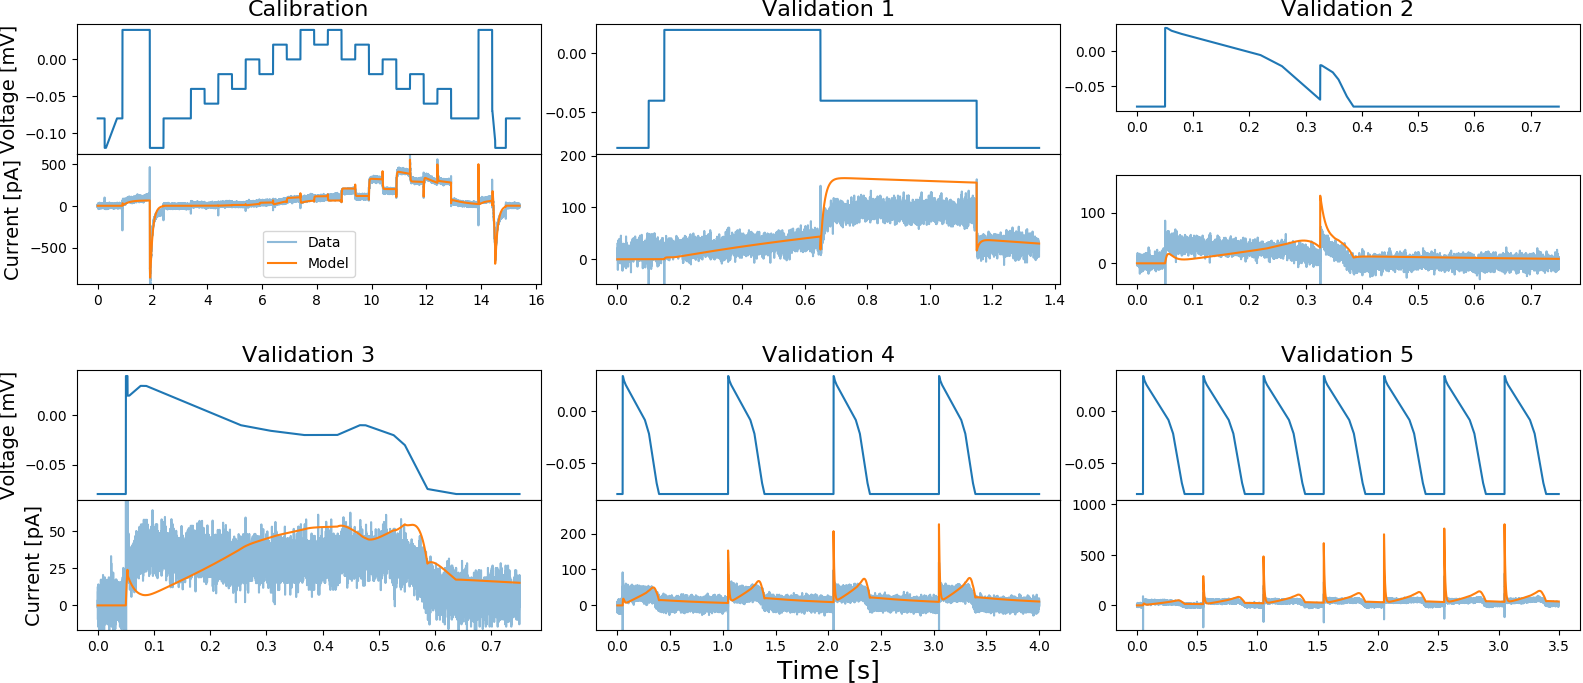 Calibration
Validation 1
Validation 2
Voltage [mV]
0.00
−0.05
−0.10
0.00
−0.05
0.00
−0.05
0.0 0.1 0.2 0.3 0.4 0.5 0.6 0.7
Current [pA]
500
0
−500
Data
Model
200
100
0
100
0
0 2 4 6 8 10 12 14 16
0.0 0.2 0.4 0.6 0.8 1.0 1.2 1.4
0.0 0.1 0.2 0.3 0.4 0.5 0.6 0.7
Validation 3
Validation 4
Validation 5
Voltage [mV]
0.00
−0.05
0.00
−0.05
0.00
−0.05
Current [pA]
50
25
0
200
100
0
1000
500
0
0.0 0.1 0.2 0.3 0.4 0.5 0.6 0.7
0.0 0.5 1.0 1.5 2.0 2.5 3.0 3.5 4.0
0.0 0.5 1.0 1.5 2.0 2.5 3.0 3.5
Time [s]